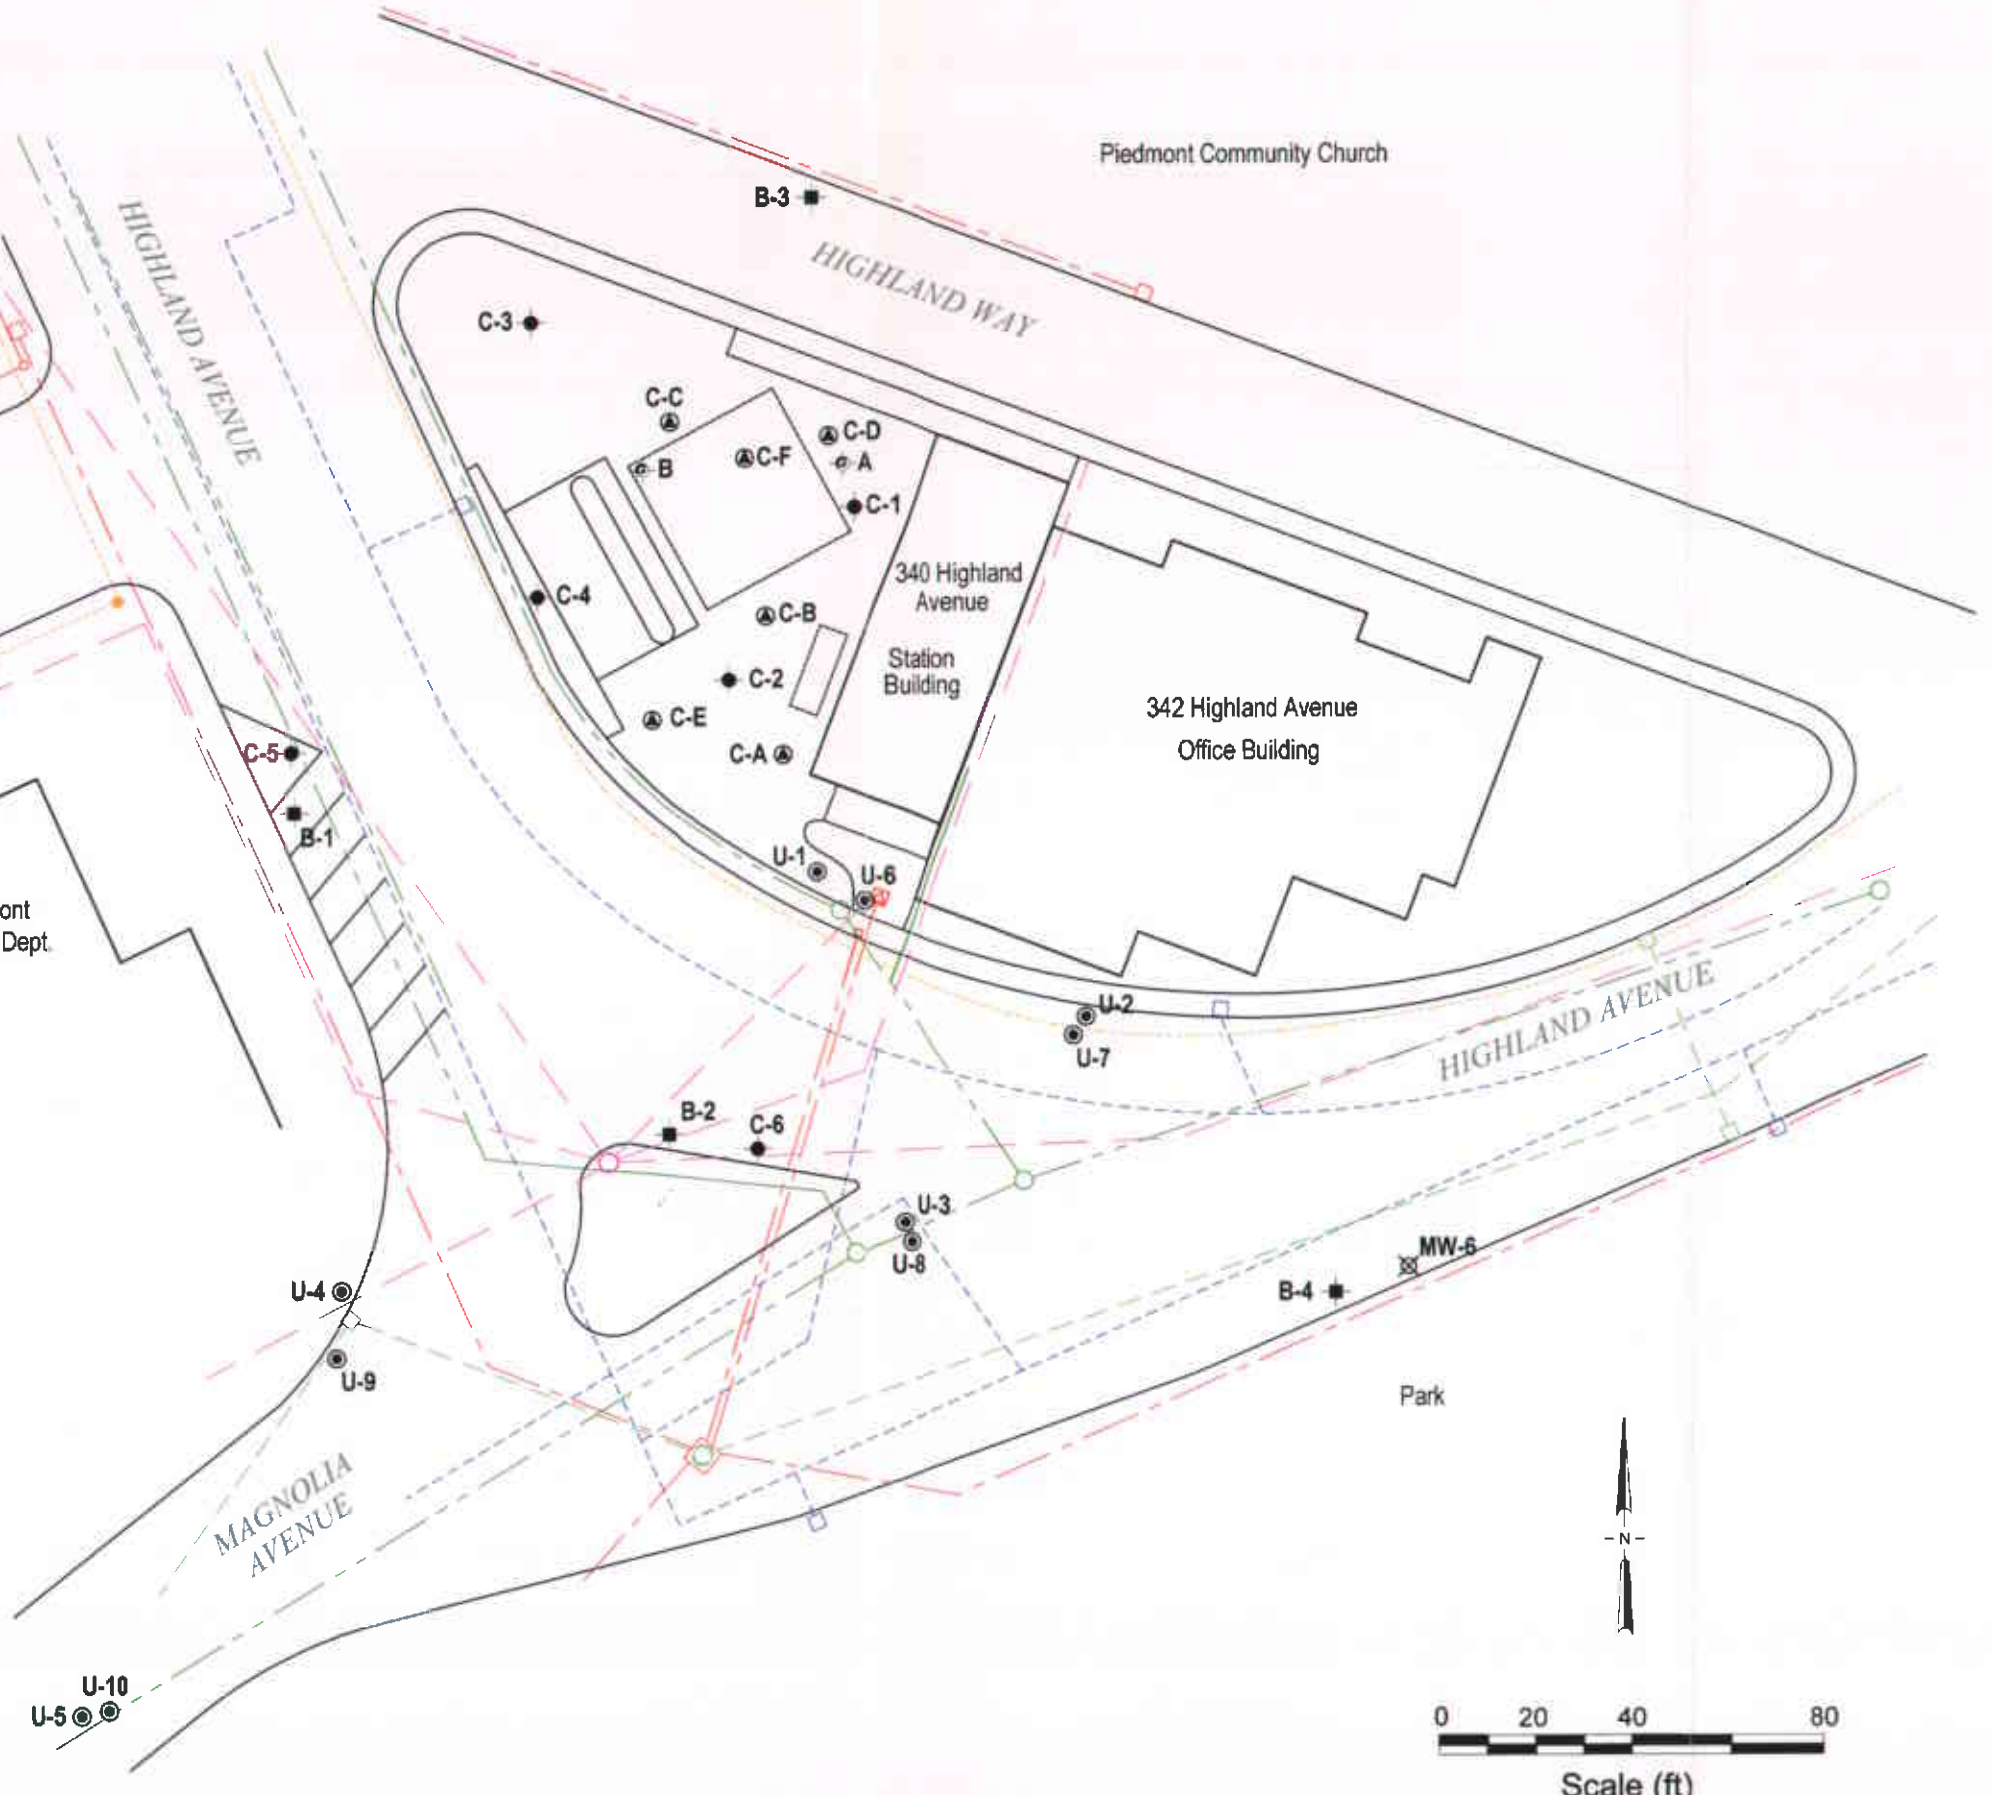 Piedmont Community Church
B-3
HIGHLAND AVENUE
HIGHLAND WAY
C-3
C-C
C-D
C-F
A
B
C-1
340 Highland
Avenue
Station
Building
C-4
C-B
C-2
C-E
C-A
342 Highland Avenue
Office Building
C-5
B-1
U-1
U-6
ont
Dept.
U-2
U-7
HIGHLAND AVENUE
B-2
C-6
U-3
U-8
MW-6
B-4
U-4
U-9
Park
MAGNOLIA
AVENUE
N
U-10
U-5
0 20 40 80
Scale (ft)